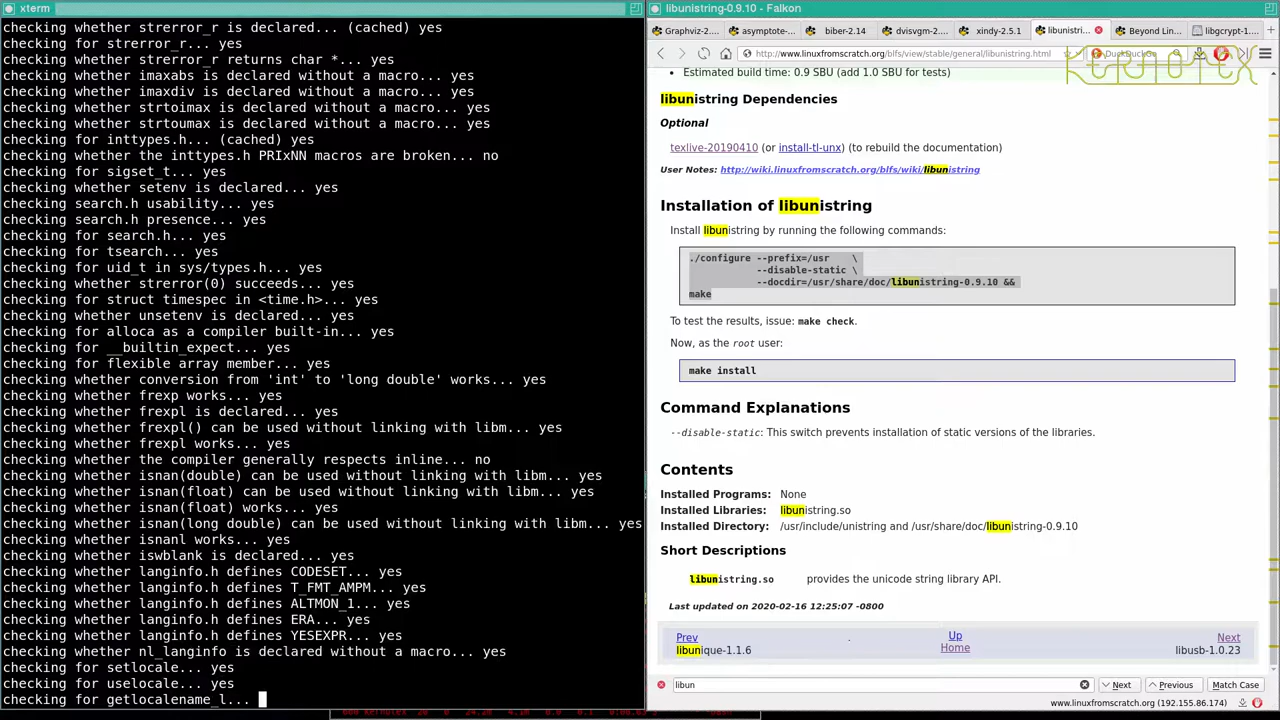 xterm
checking whether strerror_r is declared... (cached) yes
checking for strerror_r... yes
checking whether strerror_r returns char *... yes
checking whether imaxabs is declared without a macro... yes
checking whether imaxdiv is declared without a macro... yes
checking whether strtoimax is declared without a macro... yes
checking whether strtoumax is declared without a macro... yes
checking for inttypes.h... (cached) yes
checking whether the inttypes.h PRIxNN macros are broken... no
checking for sigset_t... yes
checking whether setenv is declared... yes
checking search.h usability... yes
checking search.h presence... yes
checking for search.h... yes
checking for tsearch... yes
checking for uid_t in sys/types.h... yes
checking whether strerror(0) succeeds... yes
checking for struct timespec in <time.h>... yes
checking whether unsetenv is declared... yes
checking for alloca as a compiler built-in... yes
checking for __builtin_expect... yes
checking for flexible array member... yes
checking whether conversion from 'int' to 'long double' works... yes
checking whether frexp works... yes
checking whether frexpl is declared... yes
checking whether frexpl() can be used without linking with libm... yes
checking whether frexpl works... yes
checking whether the compiler generally respects inline... no
checking whether isnan(double) can be used without linking with libm... yes
checking whether isnan(float) can be used without linking with libm... yes
checking whether isnan(float) works... yes
checking whether isnan(long double) can be used without linking with libm... yes
checking whether isnanl works... yes
checking whether iswblank is declared... yes
checking whether langinfo.h defines CODESET... yes
checking whether langinfo.h defines T_FMT_AMPM... yes
checking whether langinfo.h defines ALTMON_1... yes
checking whether langinfo.h defines ERA... yes
checking whether langinfo.h defines YESEXPR... yes
checking whether nl_langinfo is declared without a macro... yes
checking for setlocale... yes
checking for uselocale... yes
checking for getlocalename_l...
libunistring-0.9.10 - Falkon
Graphviz-2.... asymptote-... biber-2.14 dvisvgm-2.... xindy-2.5.1 libunistri... Beyond Lin... libgcrypt-1....
http://www.linuxfromscratch.org/blfs/view/stable/general/libunistring.html DuckDuckGo
KERNOTEX
Estimated build time: 0.9 SBU (add 1.0 SBU for tests)
libunistring Dependencies
Optional
texlive-20190410 (or install-tl-unx) (to rebuild the documentation)
User Notes: http://wiki.linuxfromscratch.org/blfs/wiki/libunistring
Installation of libunistring
Install libunistring by running the following commands:
./configure --prefix=/usr \
--disable-static \
--docdir=/usr/share/doc/libunistring-0.9.10 &&
make
To test the results, issue: make check.
Now, as the root user:
make install
Command Explanations
--disable-static: This switch prevents installation of static versions of the libraries.
Contents
Installed Programs: None
Installed Libraries: libunistring.so
Installed Directory: /usr/include/unistring and /usr/share/doc/libunistring-0.9.10
Short Descriptions
libunistring.so provides the unicode string library API.
Last updated on 2020-02-16 12:25:07 -0800
Prev Up Next
libunique-1.1.6 Home libusb-1.0.23
libun Next Previous Match Case
www.linuxfromscratch.org (192.155.86.174)